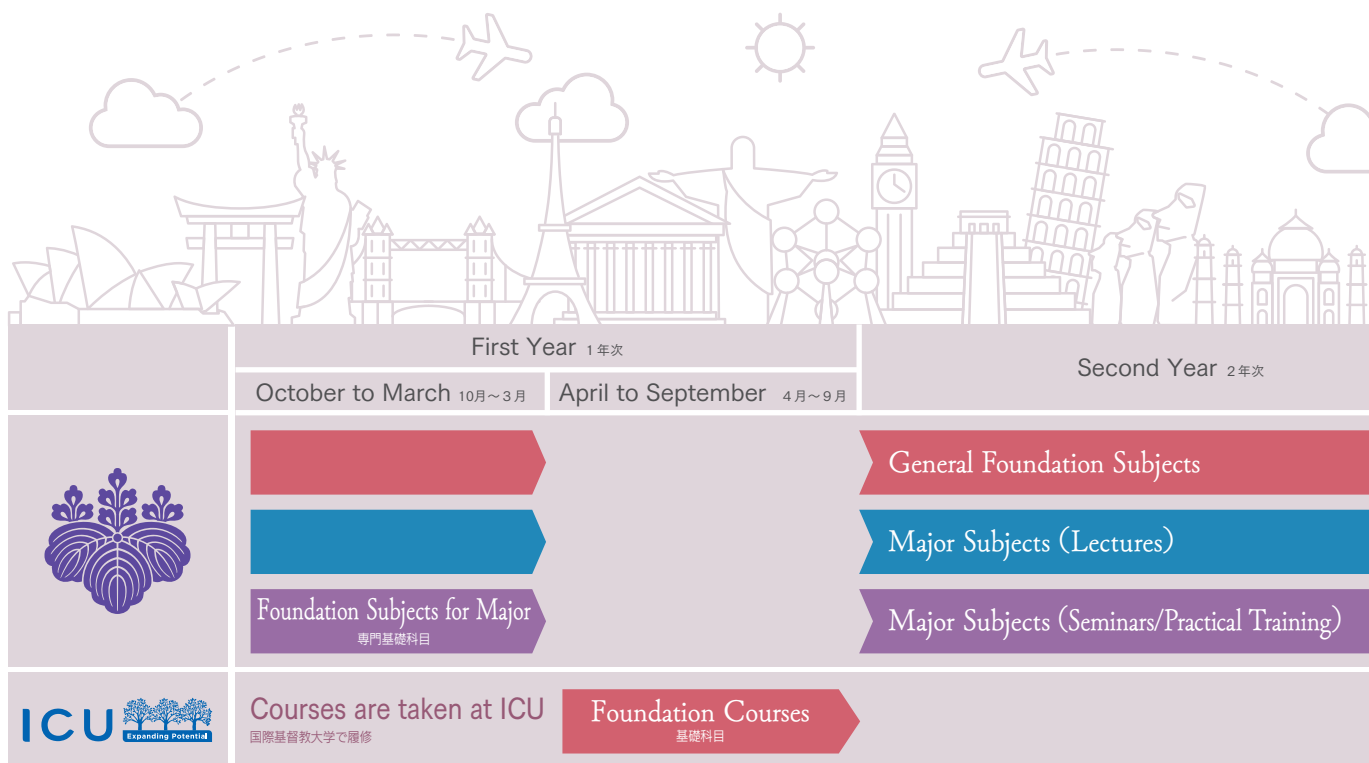 First Year 1年次
Second Year 2年次
October to March 10月～3月
April to September 4月～9月
General Foundation Subjects
Major Subjects (Lectures)
Foundation Subjects for Major
専門基礎科目
Major Subjects (Seminars/Practical Training)
ICU
Expanding Potential
Courses are taken at ICU
国際基督教大学で履修
Foundation Courses
基礎科目